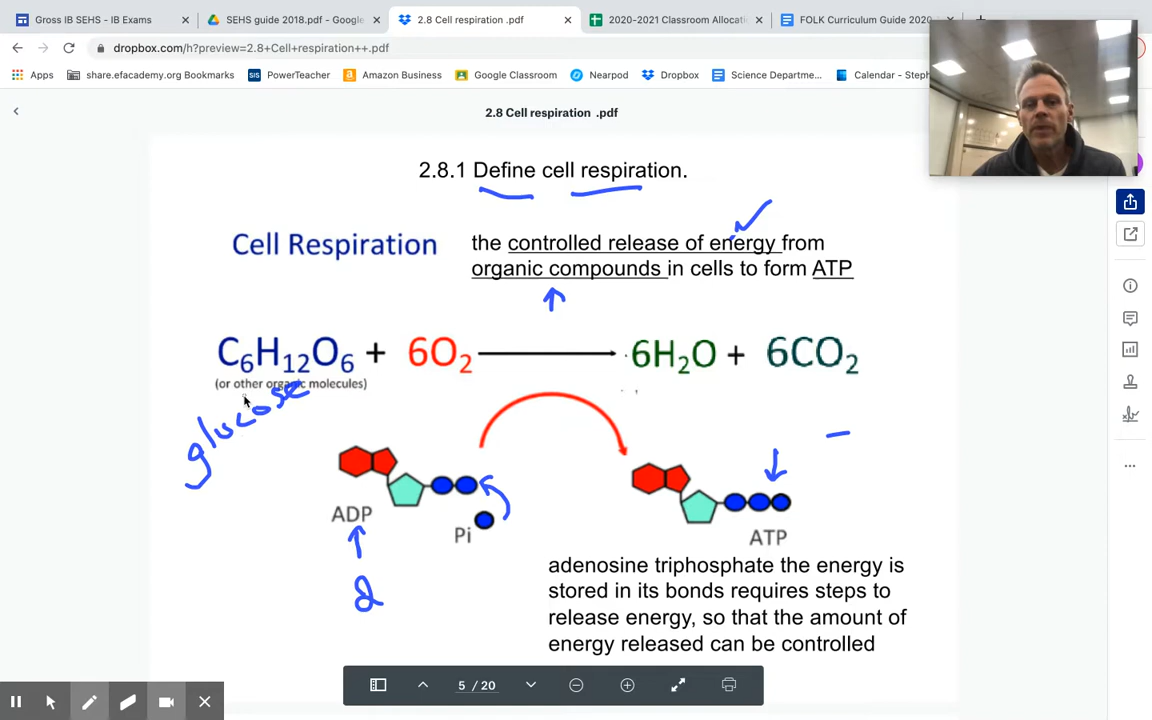 Gross IB SEHS - IB Exams
SEHS guide 2018.pdf - Google
2.8 Cell respiration .pdf
2020-2021 Classroom Allocati
FOLK Curriculum Guide 2020
dropbox.com/h?preview=2.8+Cell+respiration++.pdf
Apps
share.efacademy.org Bookmarks
SIS
PowerTeacher
Amazon Business
Google Classroom
Nearpod
Dropbox
Science Departme...
Calendar - Steph
2.8 Cell respiration .pdf
2.8.1 Define cell respiration.
Cell Respiration
the controlled release of energy from
organic compounds in cells to form ATP
C₆H₁₂O₆ + 6O₂ → 6H₂O + 6CO₂
(or other organic molecules)
glucose
ADP
Pi
ATP
2
adenosine triphosphate the energy is
stored in its bonds requires steps to
release energy, so that the amount of
energy released can be controlled
5 / 20